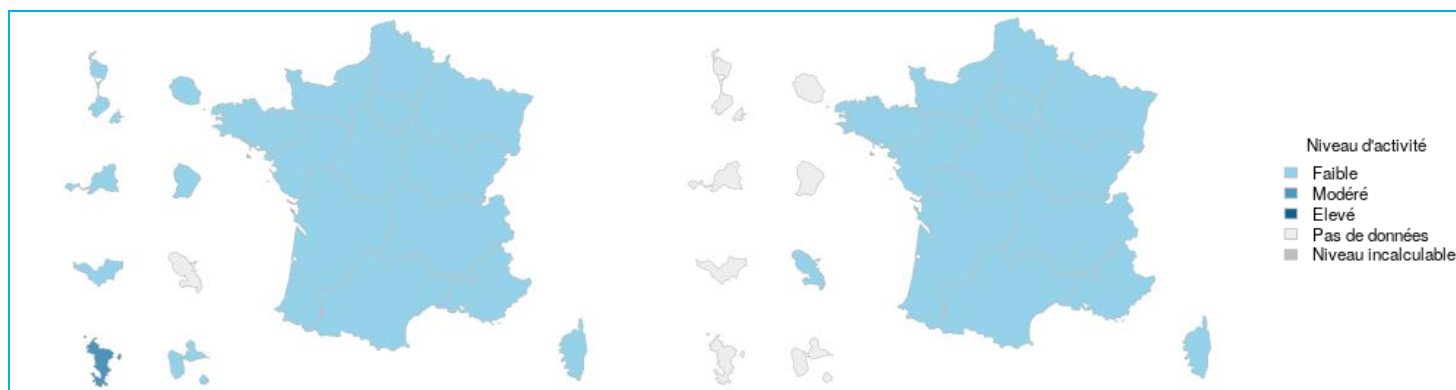 Niveau d'activité
Faible
Modéré
Elevé
Pas de données
Niveau incalculable